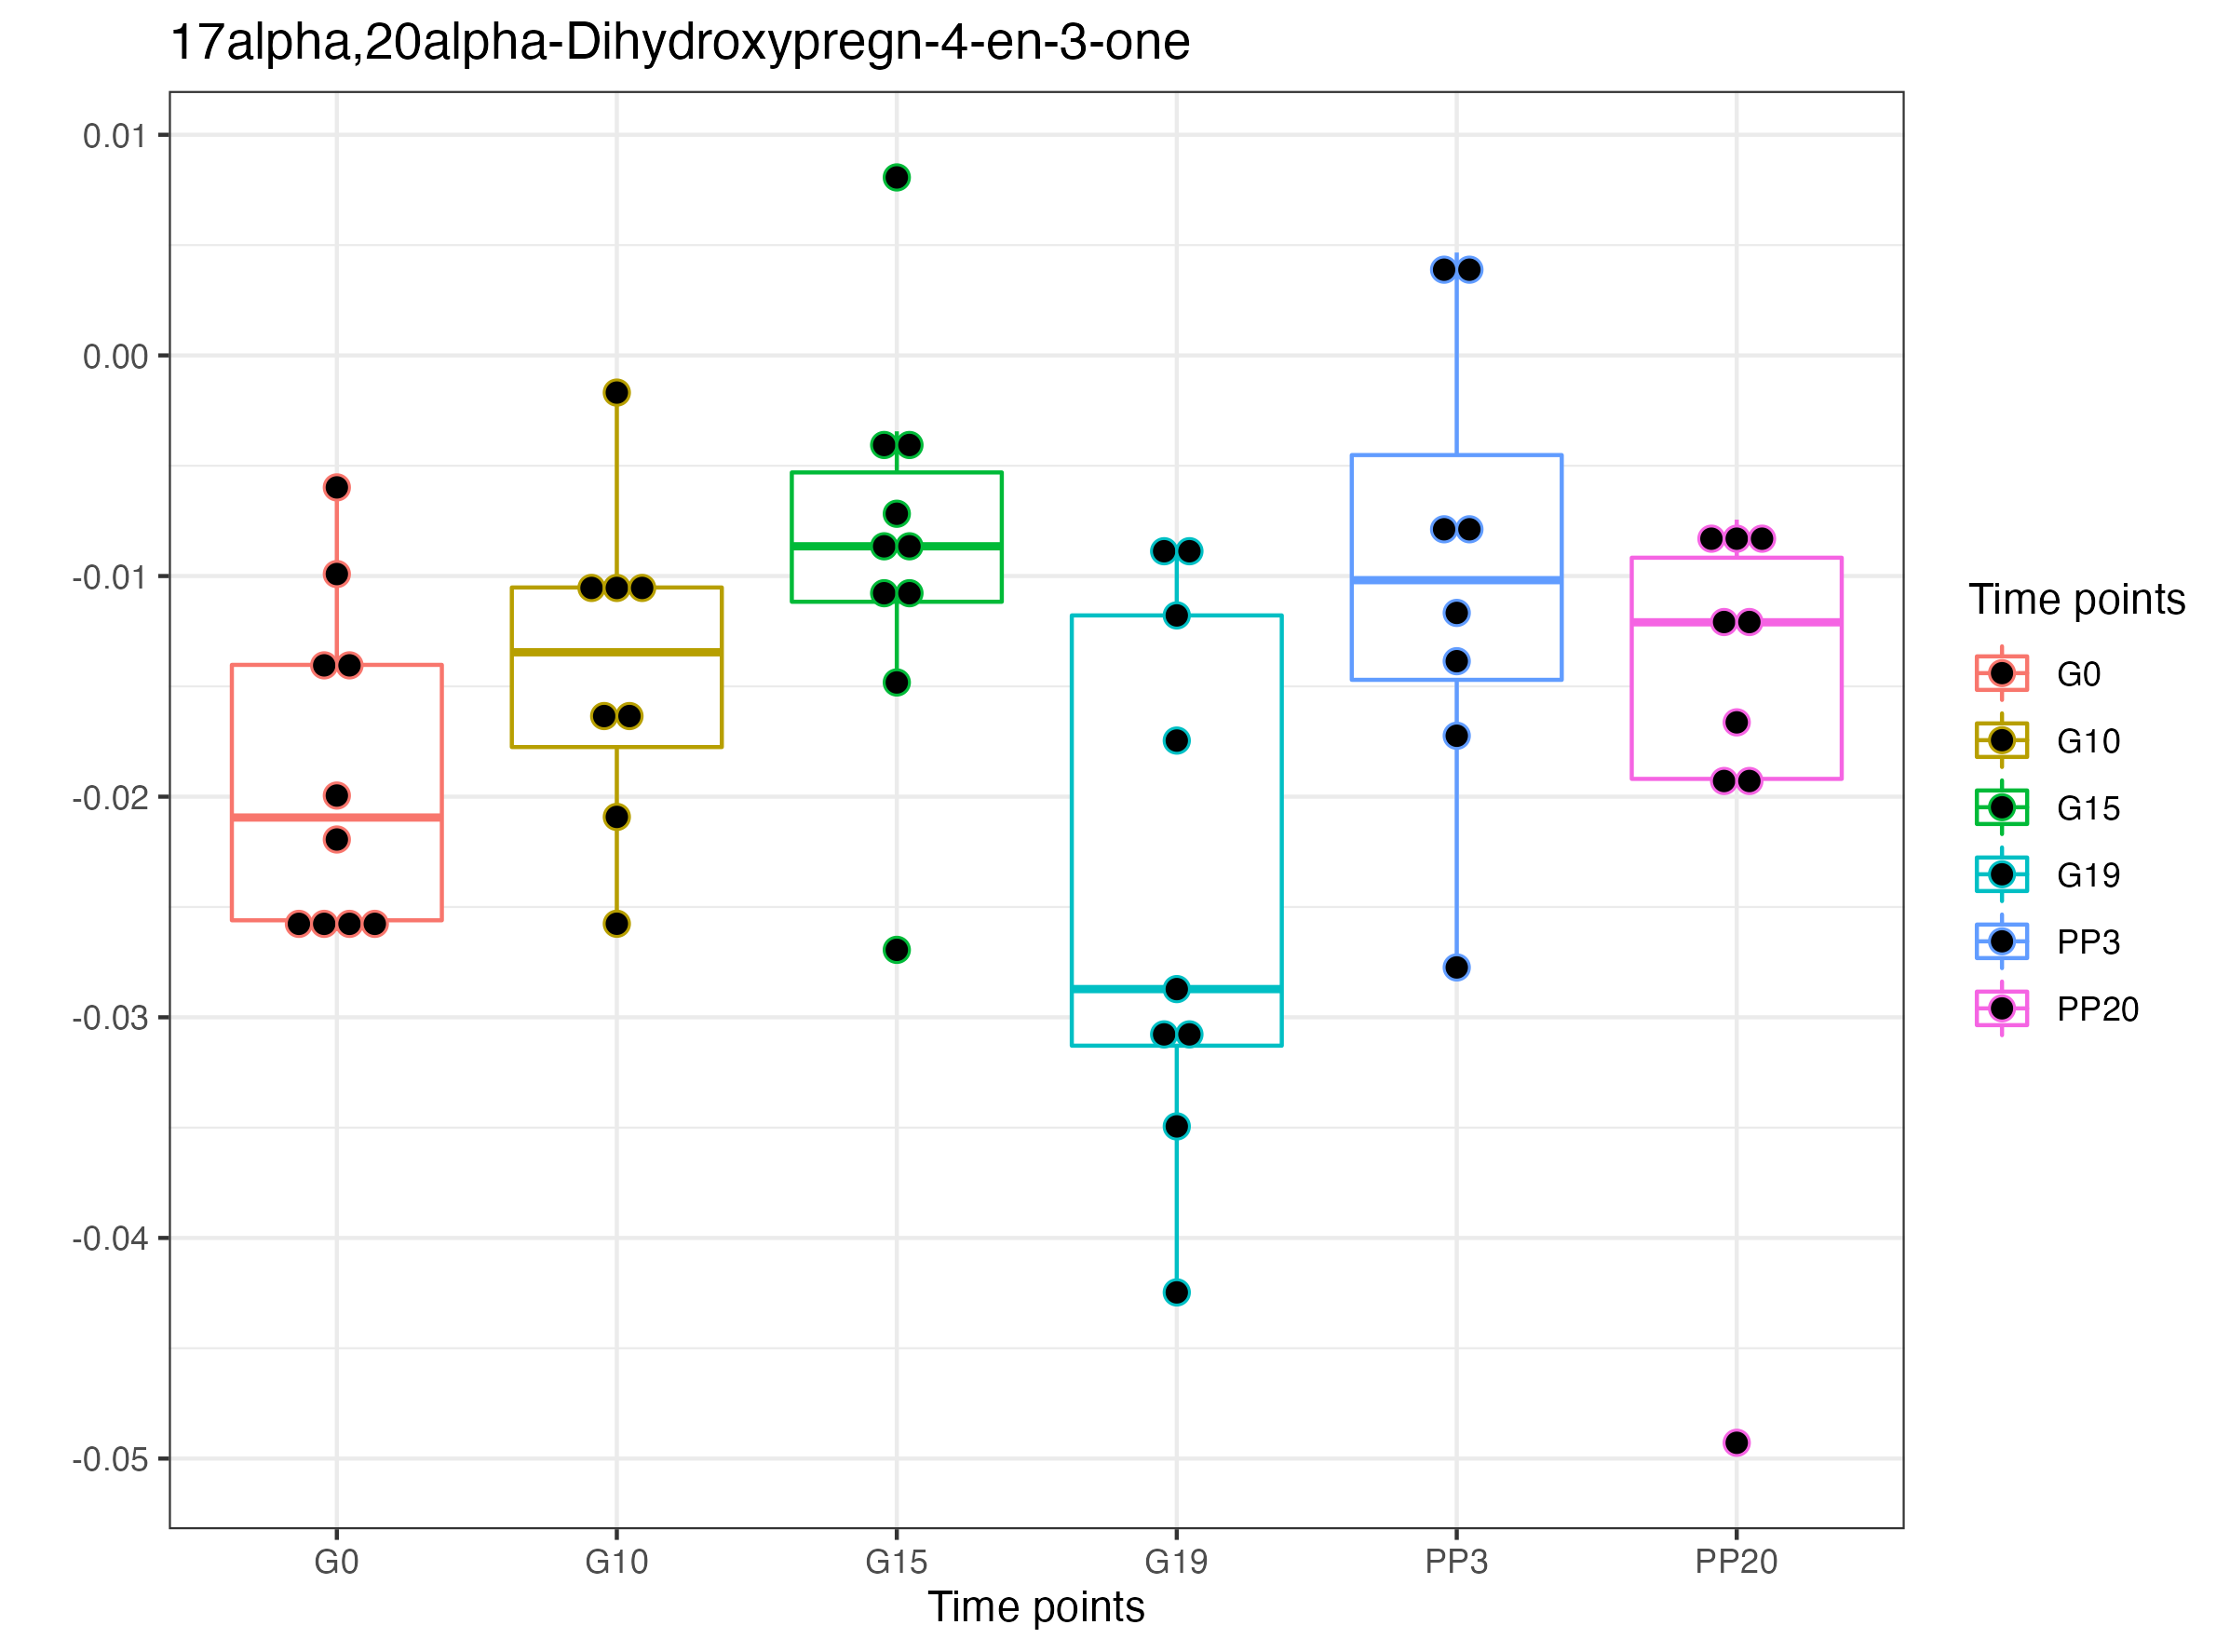 17alpha,20alpha-Dihydroxypregn-4-en-3-one
0.01
0.00
-0.01
-0.02
-0.03
-0.04
-0.05
G0 G10 G15 G19 PP3 PP20
Time points
Time points
G0
G10
G15
G19
PP3
PP20